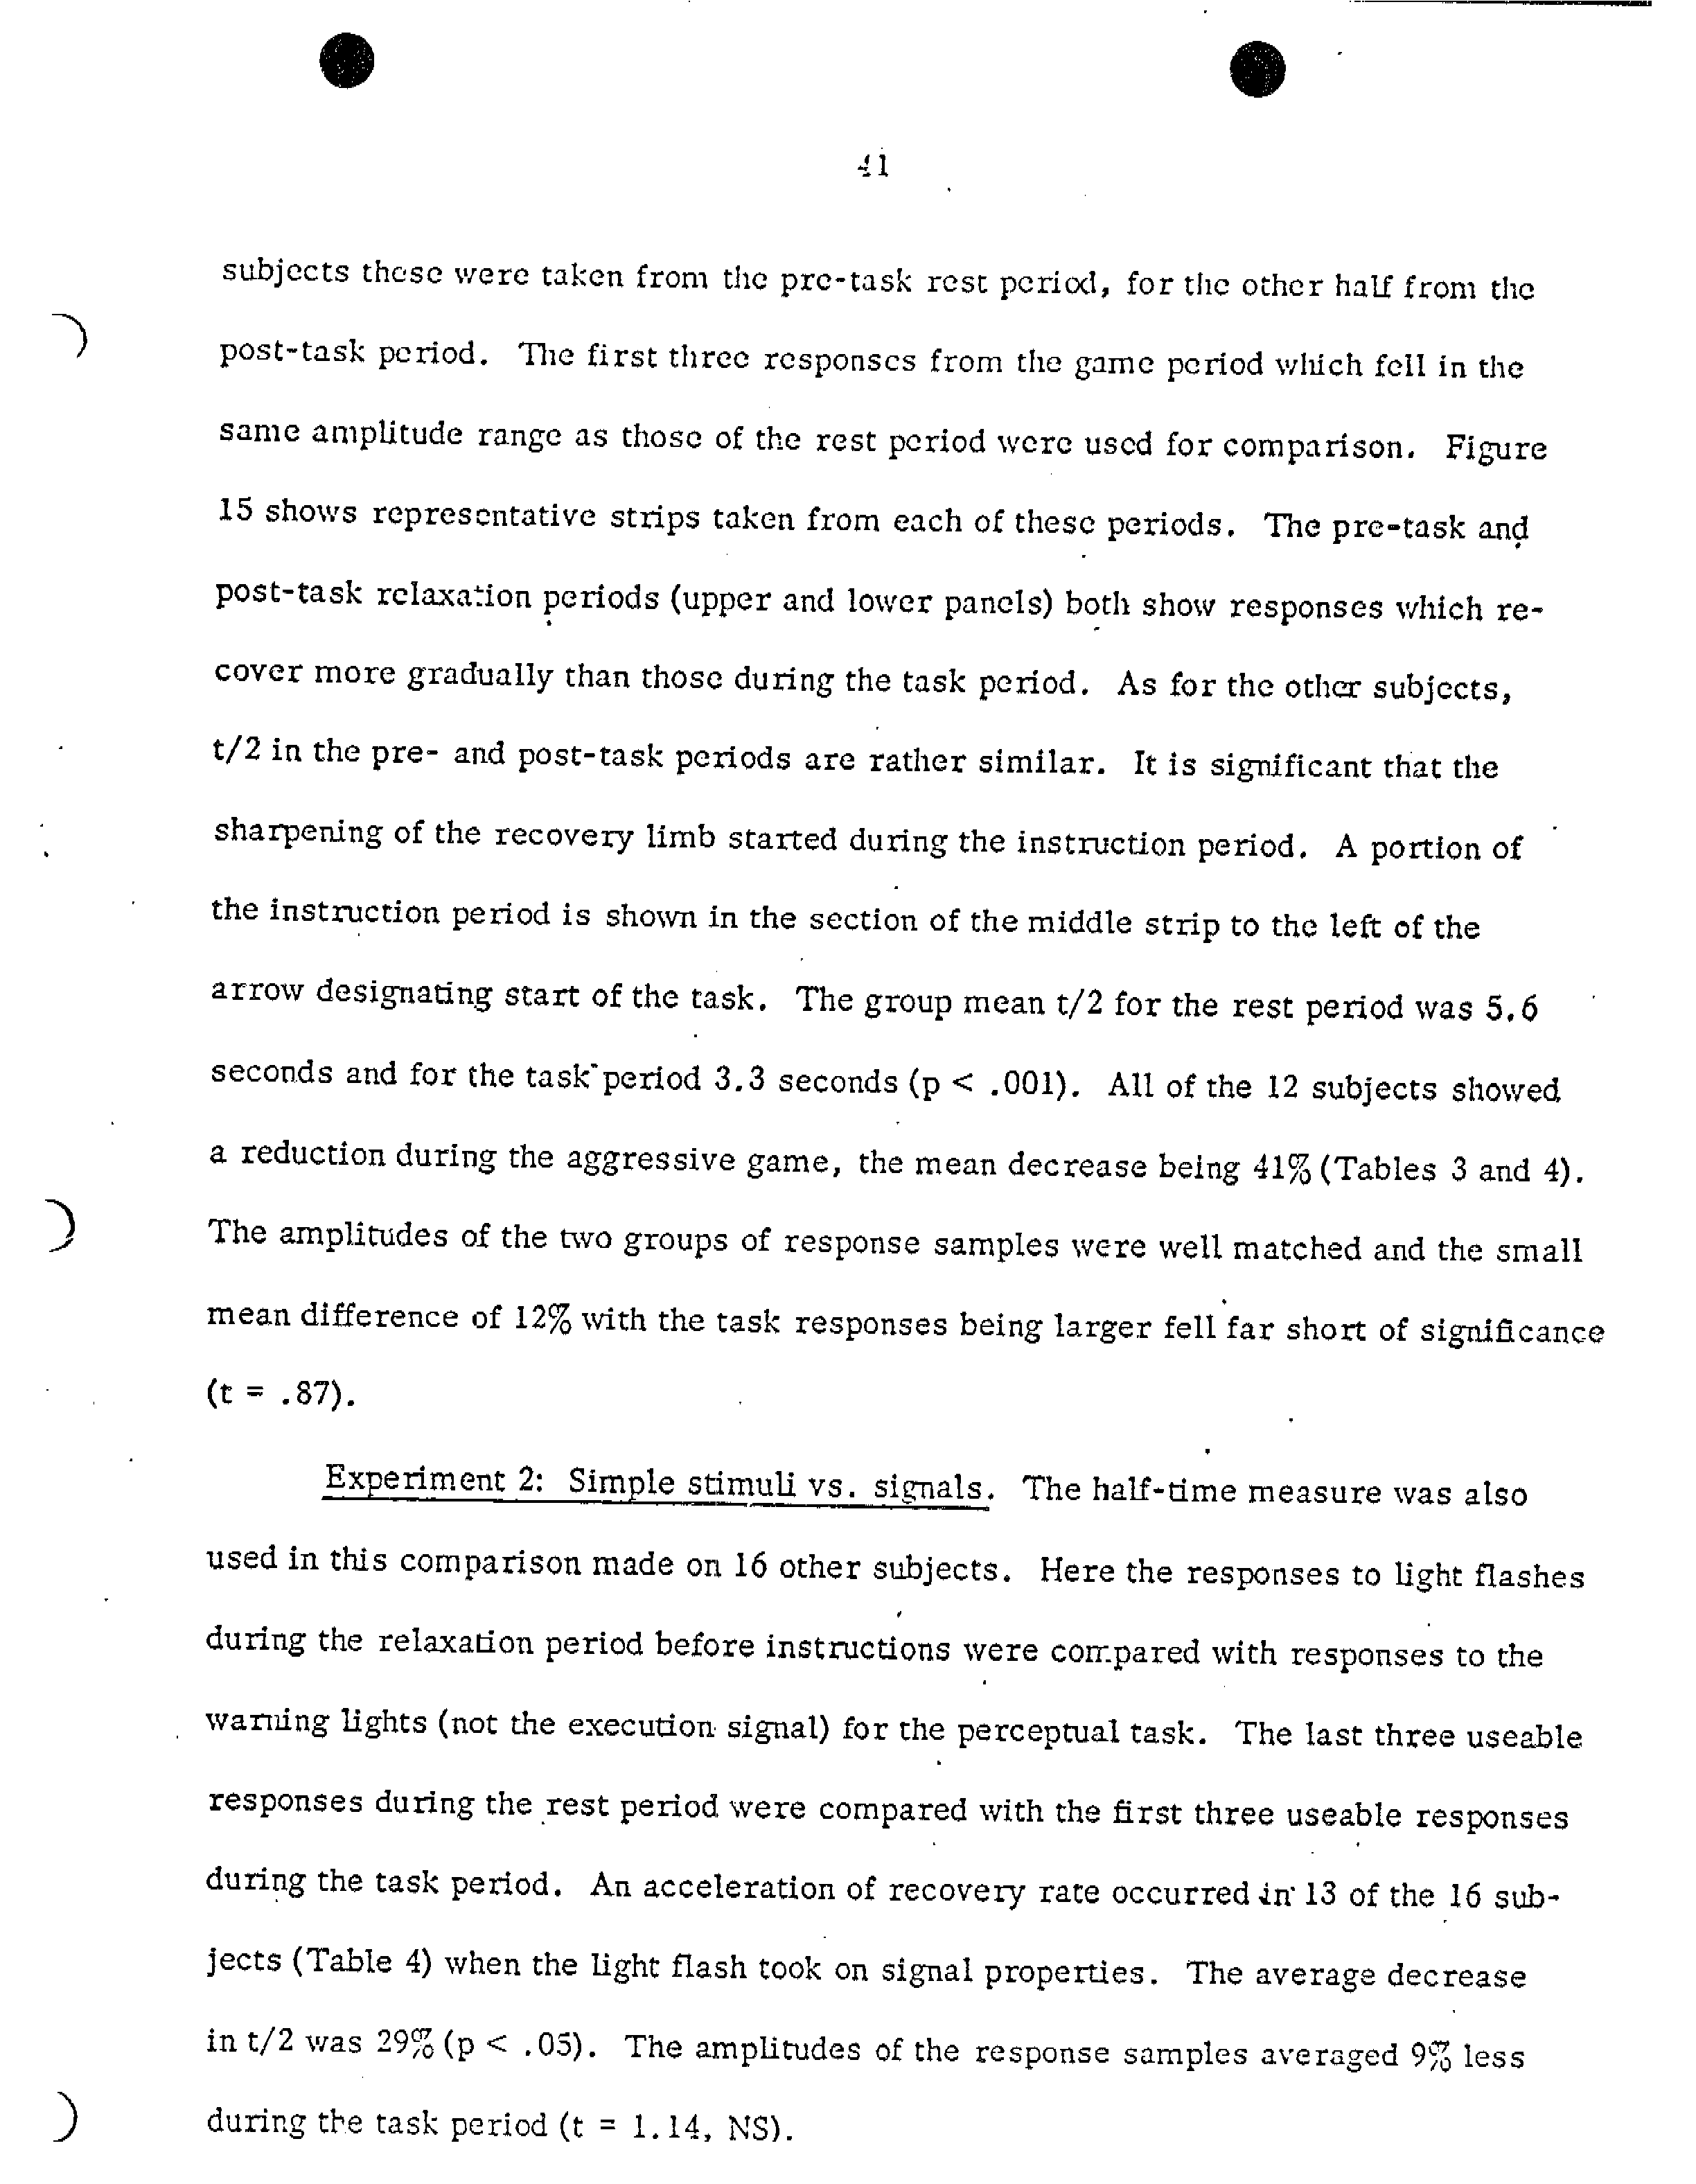 41
subjects these were taken from the pre-task rest period, for the other half from the
post-task period. The first three responses from the game period which fell in the
same amplitude range as those of the rest period were used for comparison. Figure
15 shows representative strips taken from each of these periods. The pre-task and
post-task relaxation periods (upper and lower panels) both show responses which re-
cover more gradually than those during the task period. As for the other subjects,
t/2 in the pre- and post-task periods are rather similar. It is significant that the
sharpening of the recovery limb started during the instruction period. A portion of
the instruction period is shown in the section of the middle strip to the left of the
arrow designating start of the task. The group mean t/2 for the rest period was 5.6
seconds and for the task period 3.3 seconds (p < .001). All of the 12 subjects showed
a reduction during the aggressive game, the mean decrease being 41% (Tables 3 and 4).
The amplitudes of the two groups of response samples were well matched and the small
mean difference of 12% with the task responses being larger fell far short of significance
(t = .87).
Experiment 2: Simple stimuli vs. signals. The half-time measure was also
used in this comparison made on 16 other subjects. Here the responses to light flashes
during the relaxation period before instructions were compared with responses to the
warning lights (not the execution signal) for the perceptual task. The last three useable
responses during the rest period were compared with the first three useable responses
during the task period. An acceleration of recovery rate occurred in 13 of the 16 sub-
jects (Table 4) when the light flash took on signal properties. The average decrease
in t/2 was 29% (p < .05). The amplitudes of the response samples averaged 9% less
during the task period (t = 1.14, NS).